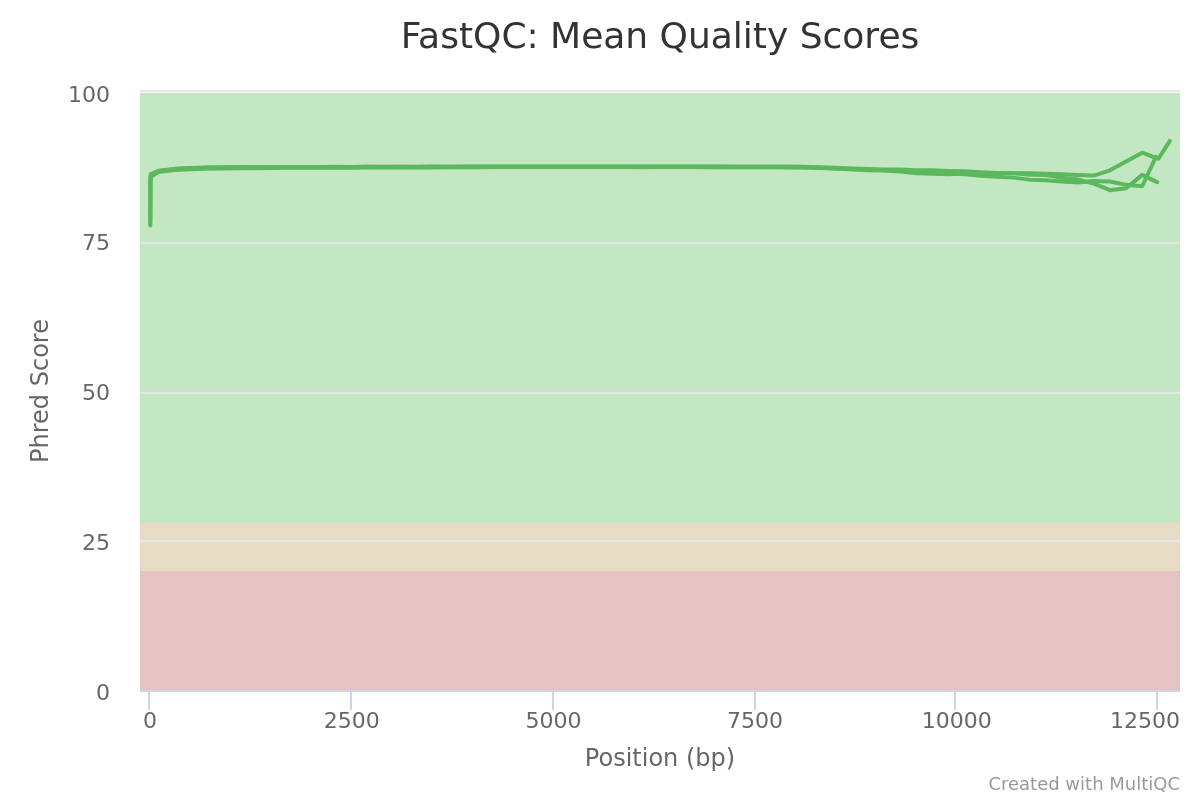 FastQC: Mean Quality Scores
100
75
50
25
0
Phred Score
0 2500 5000 7500 10000 12500
Position (bp)
Created with MultiQC